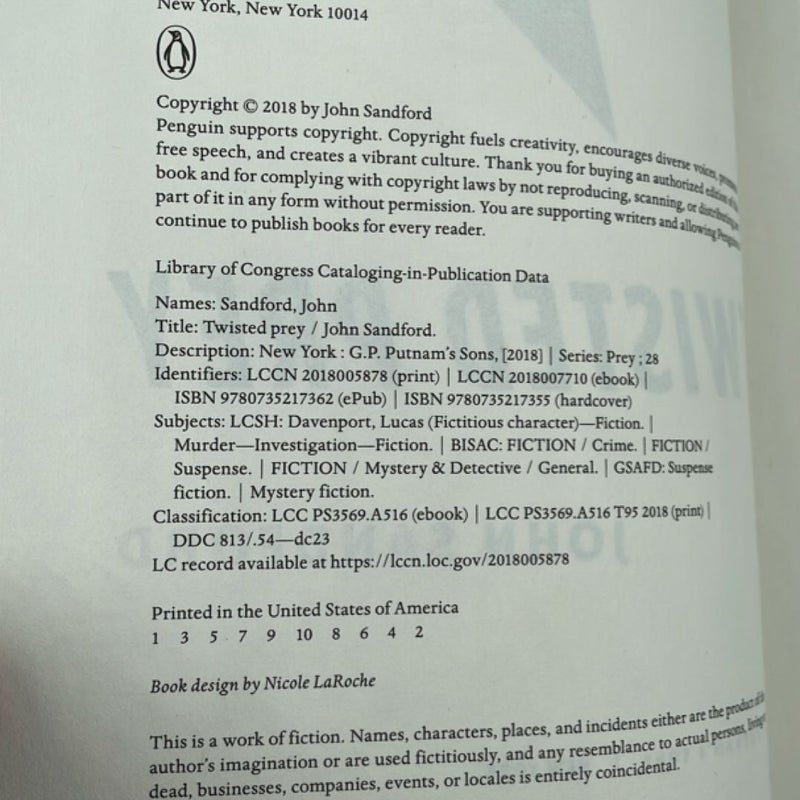 New York, New York 10014
Copyright © 2018 by John Sandford
Penguin supports copyright. Copyright fuels creativity, encourages diverse voices,
free speech, and creates a vibrant culture. Thank you for buying an authorized edition of
book and for complying with copyright laws by not reproducing, scanning, or
part of it in any form without permission. You are supporting writers and allowing Penguin
continue to publish books for every reader.
Library of Congress Cataloging-in-Publication Data
Names: Sandford, John
Title: Twisted prey / John Sandford.
Description: New York : G.P. Putnam's Sons, [2018] | Series: Prey ; 28
Identifiers: LCCN 2018005878 (print) | LCCN 2018007710 (ebook) |
ISBN 9780735217362 (ePub) | ISBN 9780735217355 (hardcover)
Subjects: LCSH: Davenport, Lucas (Fictitious character)—Fiction. |
Murder—Investigation—Fiction. | BISAC: FICTION / Crime. | FICTION /
Suspense. | FICTION / Mystery & Detective / General. | GSAFD: Suspense
fiction. | Mystery fiction.
Classification: LCC PS3569.A516 (ebook) | LCC PS3569.A516 T95 2018 (print) |
DDC 813/.54—dc23
LC record available at https://lccn.loc.gov/2018005878
Printed in the United States of America
1 3 5 7 9 10 8 6 4 2
Book design by Nicole LaRoche
This is a work of fiction. Names, characters, places, and incidents either are the product of
author's imagination or are used fictitiously, and any resemblance to actual persons, living
dead, businesses, companies, events, or locales is entirely coincidental.